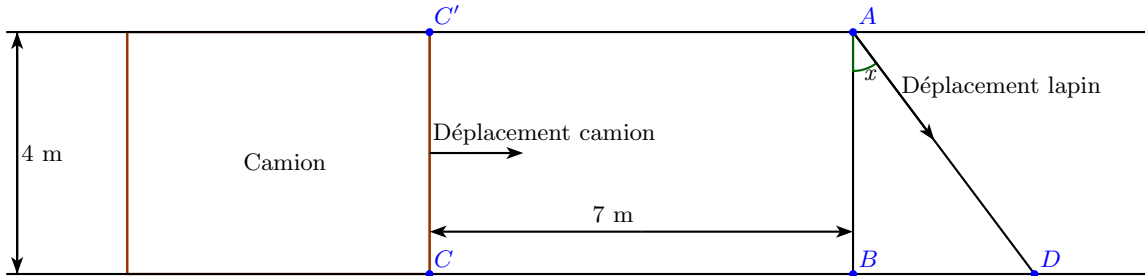 C′
A
x
Déplacement lapin
Déplacement camion
4 m
Camion
7 m
C
B
D